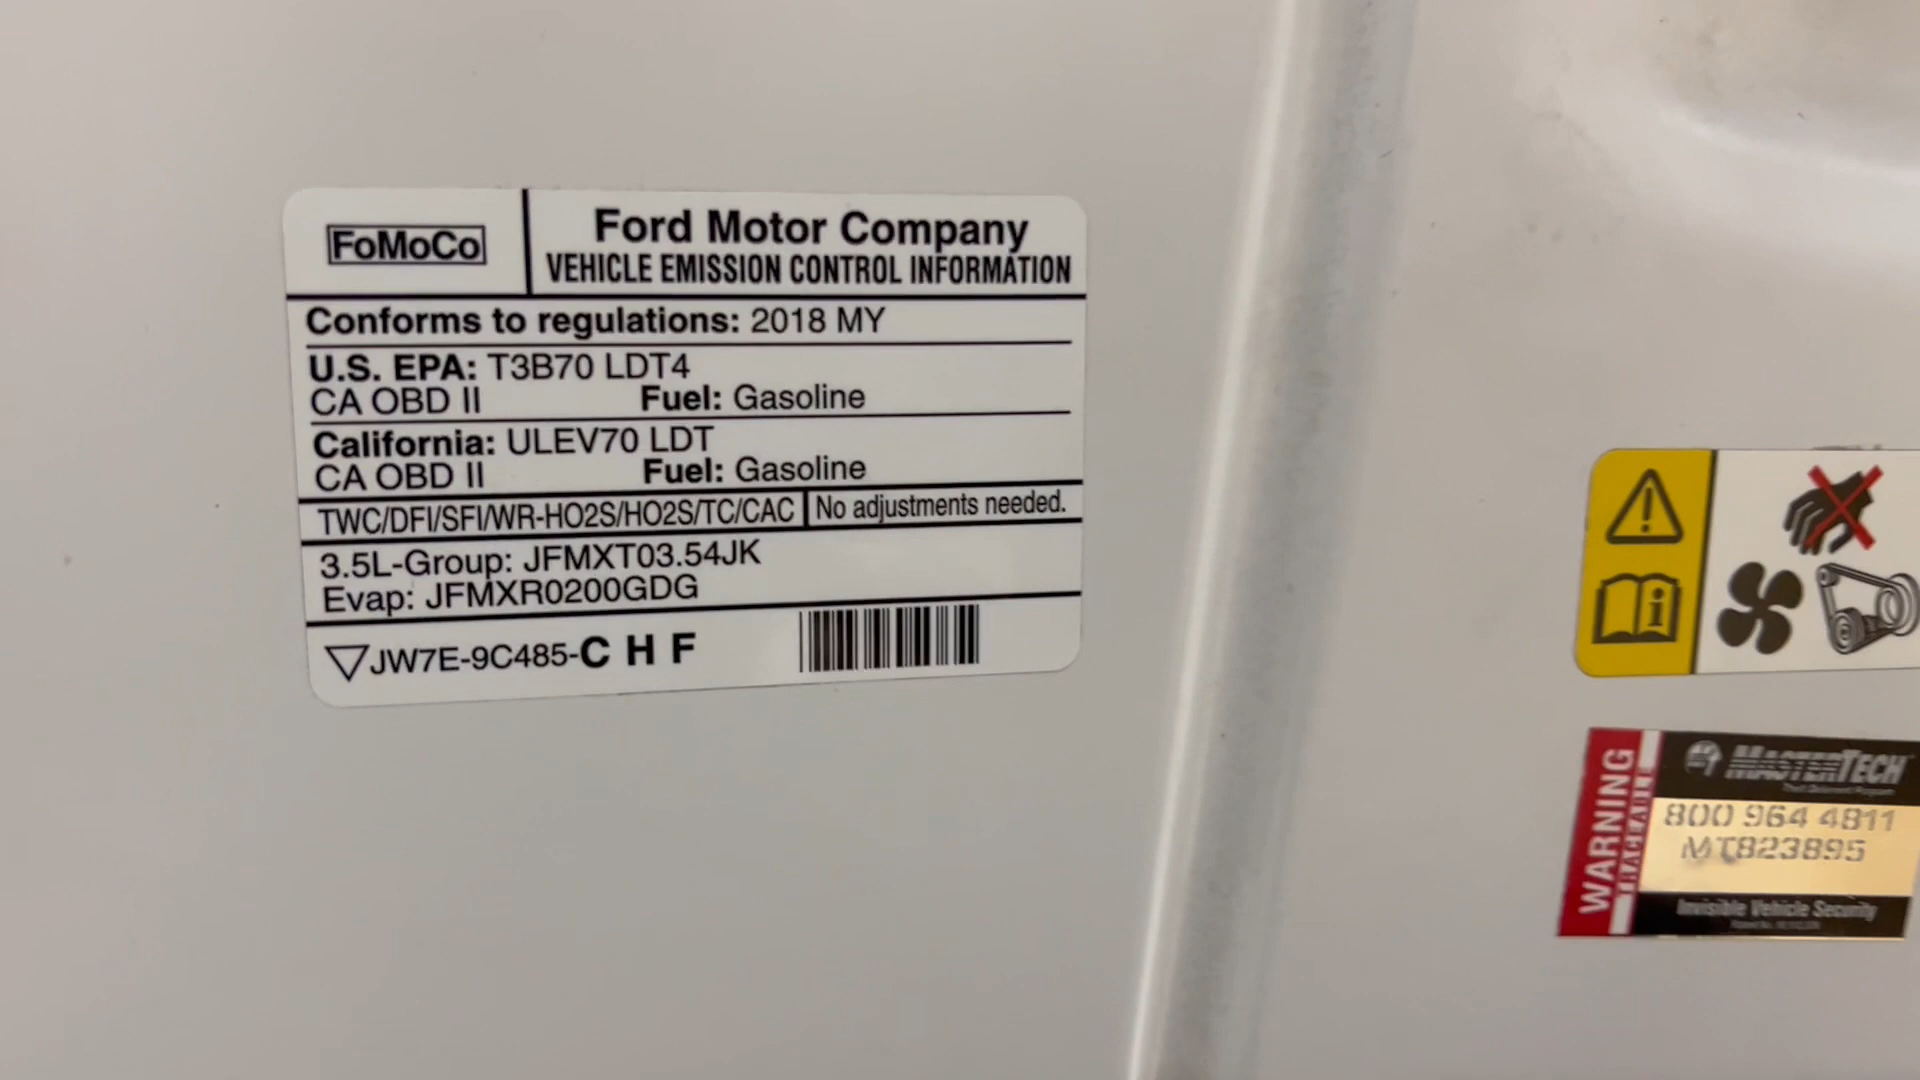 FoMoCo
Ford Motor Company
VEHICLE EMISSION CONTROL INFORMATION
Conforms to regulations: 2018 MY
U.S. EPA: T3B70 LDT4
CA OBD II Fuel: Gasoline
California: ULEV70 LDT
CA OBD II Fuel: Gasoline
TWC/DFI/SFI/WR-HO2S/HO2S/TC/CAC No adjustments needed.
3.5L-Group: JFMXT03.54JK
Evap: JFMXR0200GDG
JW7E-9C485-C H F
WARNING
TRACEABLE
MASTERTECH
800 964 4811
MT823895
Invisible Vehicle Security